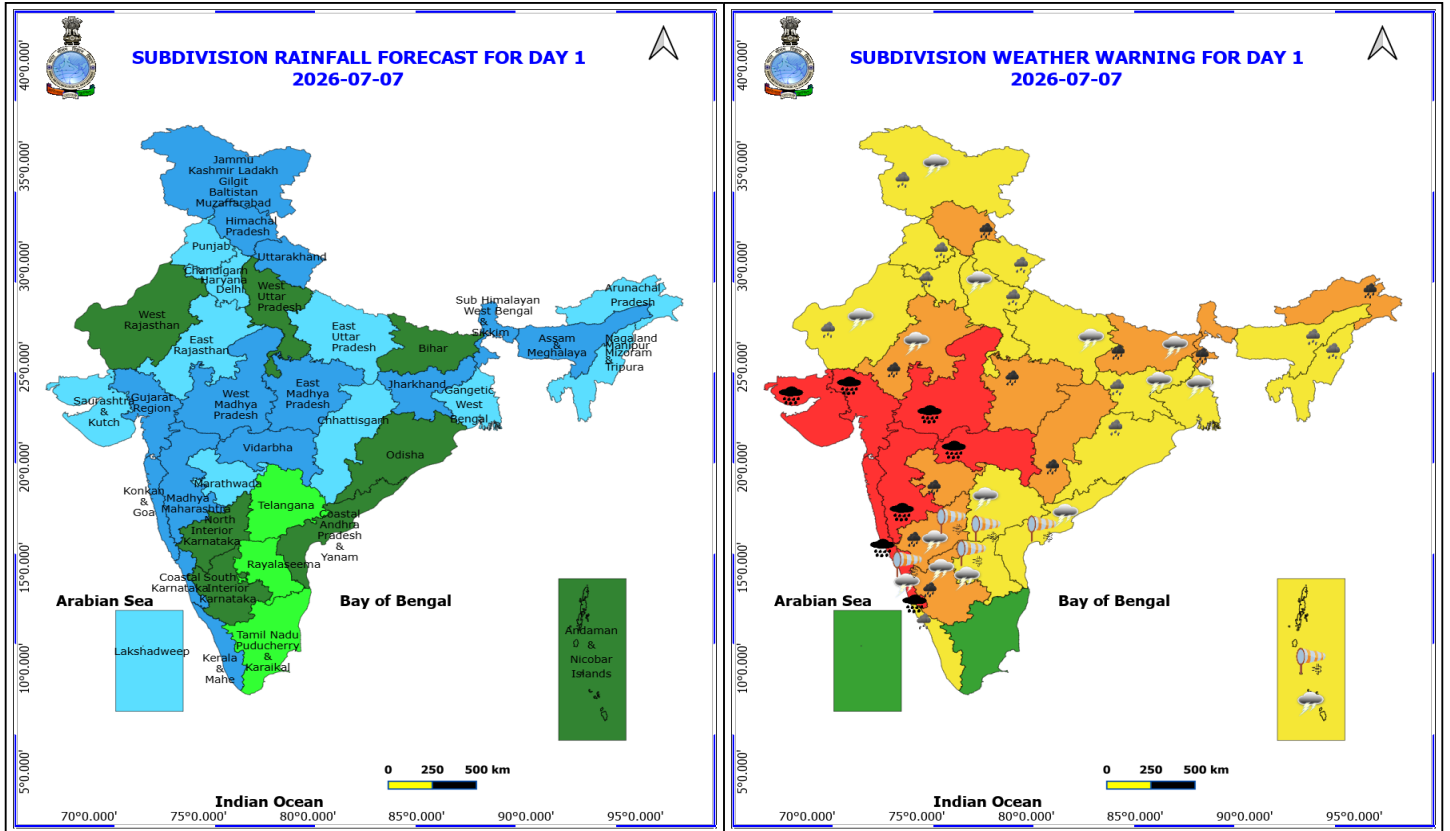 SUBDIVISION RAINFALL FORECAST FOR DAY 1
2026-07-07
40°0.000'
35°0.000'
30°0.000'
25°0.000'
20°0.000'
15°0.000'
10°0.000'
5°0.000'
Jammu
Kashmir Ladakh
Gilgit
Baltistan
Muzaffarabad
Himachal
Pradesh
Punjab
Uttarakhand
Chandigarh
Haryana
Delhi
West
Uttar
Pradesh
West
Rajasthan
East
Rajasthan
East
Uttar
Pradesh
Bihar
Sub Himalayan
West Bengal
&
Sikkim
Arunachal
Pradesh
Assam
&
Meghalaya
Nagaland
Manipur
Mizoram
&
Tripura
Saurashtra
&
Kutch
Gujarat
Region
West
Madhya
Pradesh
East
Madhya
Pradesh
Jharkhand
Gangetic
West
Bengal
Chhattisgarh
Vidarbha
Odisha
Konkan
&
Goa
Madhya
Maharashtra
Marathwada
Telangana
North
Interior
Karnataka
Coastal
Andhra
Pradesh
&
Yanam
Rayalaseema
Coastal
Karnataka
South
Interior
Karnataka
Tamil Nadu
Puducherry
&
Karaikal
Kerala
&
Mahe
Lakshadweep
Andaman
&
Nicobar
Islands
Arabian Sea
Bay of Bengal
Indian Ocean
0 250 500 km
70°0.000' 75°0.000' 80°0.000' 85°0.000' 90°0.000' 95°0.000'
SUBDIVISION WEATHER WARNING FOR DAY 1
2026-07-07
40°0.000'
35°0.000'
30°0.000'
25°0.000'
20°0.000'
15°0.000'
10°0.000'
5°0.000'
Arabian Sea
Bay of Bengal
Indian Ocean
0 250 500 km
70°0.000' 75°0.000' 80°0.000' 85°0.000' 90°0.000' 95°0.000'